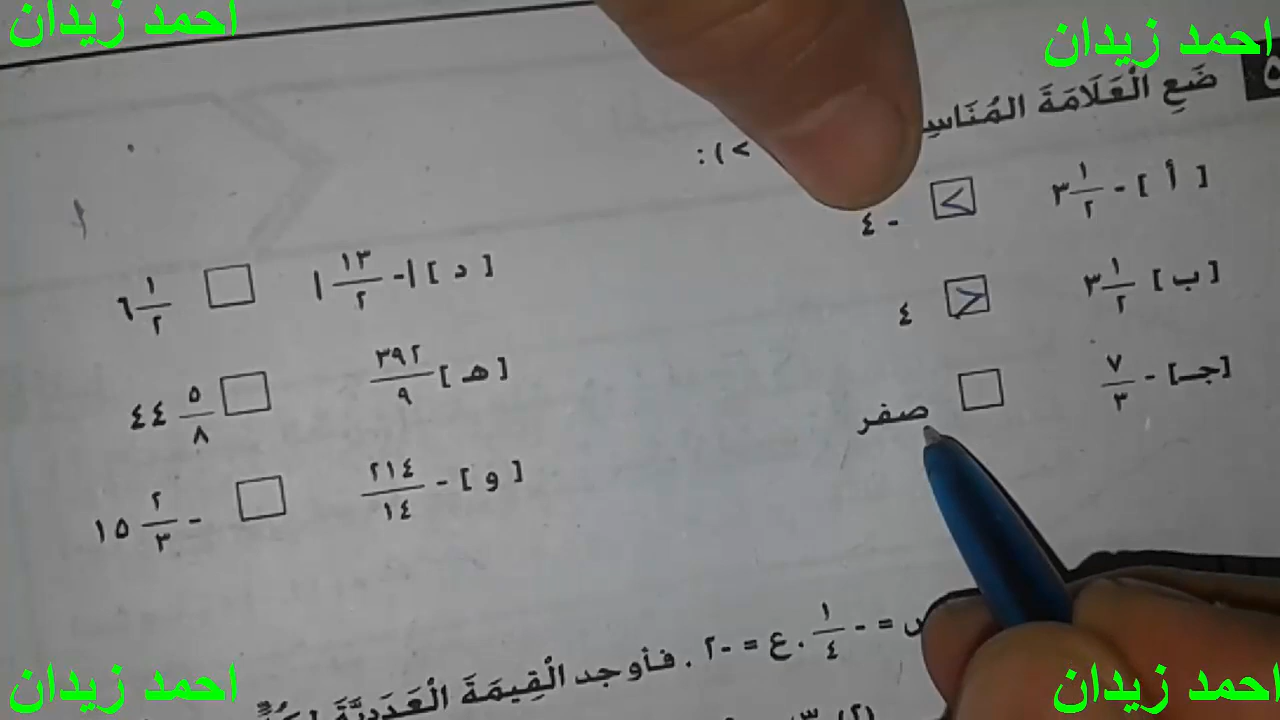 احمد زيدان
احمد زيدان
٥ ضَعِ الْعَلَامَةَ
> ) :
[ أ ] - ٣ ١/٢ > - ٤
[ ب ] ٣ ١/٢ < ٤
[ جـ ] - ٧/٣ □ صفر
[ د ] | - ١٣/٢ | □ ٦ ١/٢
[ هـ ] ٣٩٢/٩ □ ٤٤ ٥/٨
[ و ] - ٢١٤/١٤ □ - ١٥ ٢/٣
= - ١/٤ ، ع = - ٢ ، فأوجد الْقِيمَةَ الْعَدَدِيَّةَ
(٢)
احمد زيدان
احمد زيدان